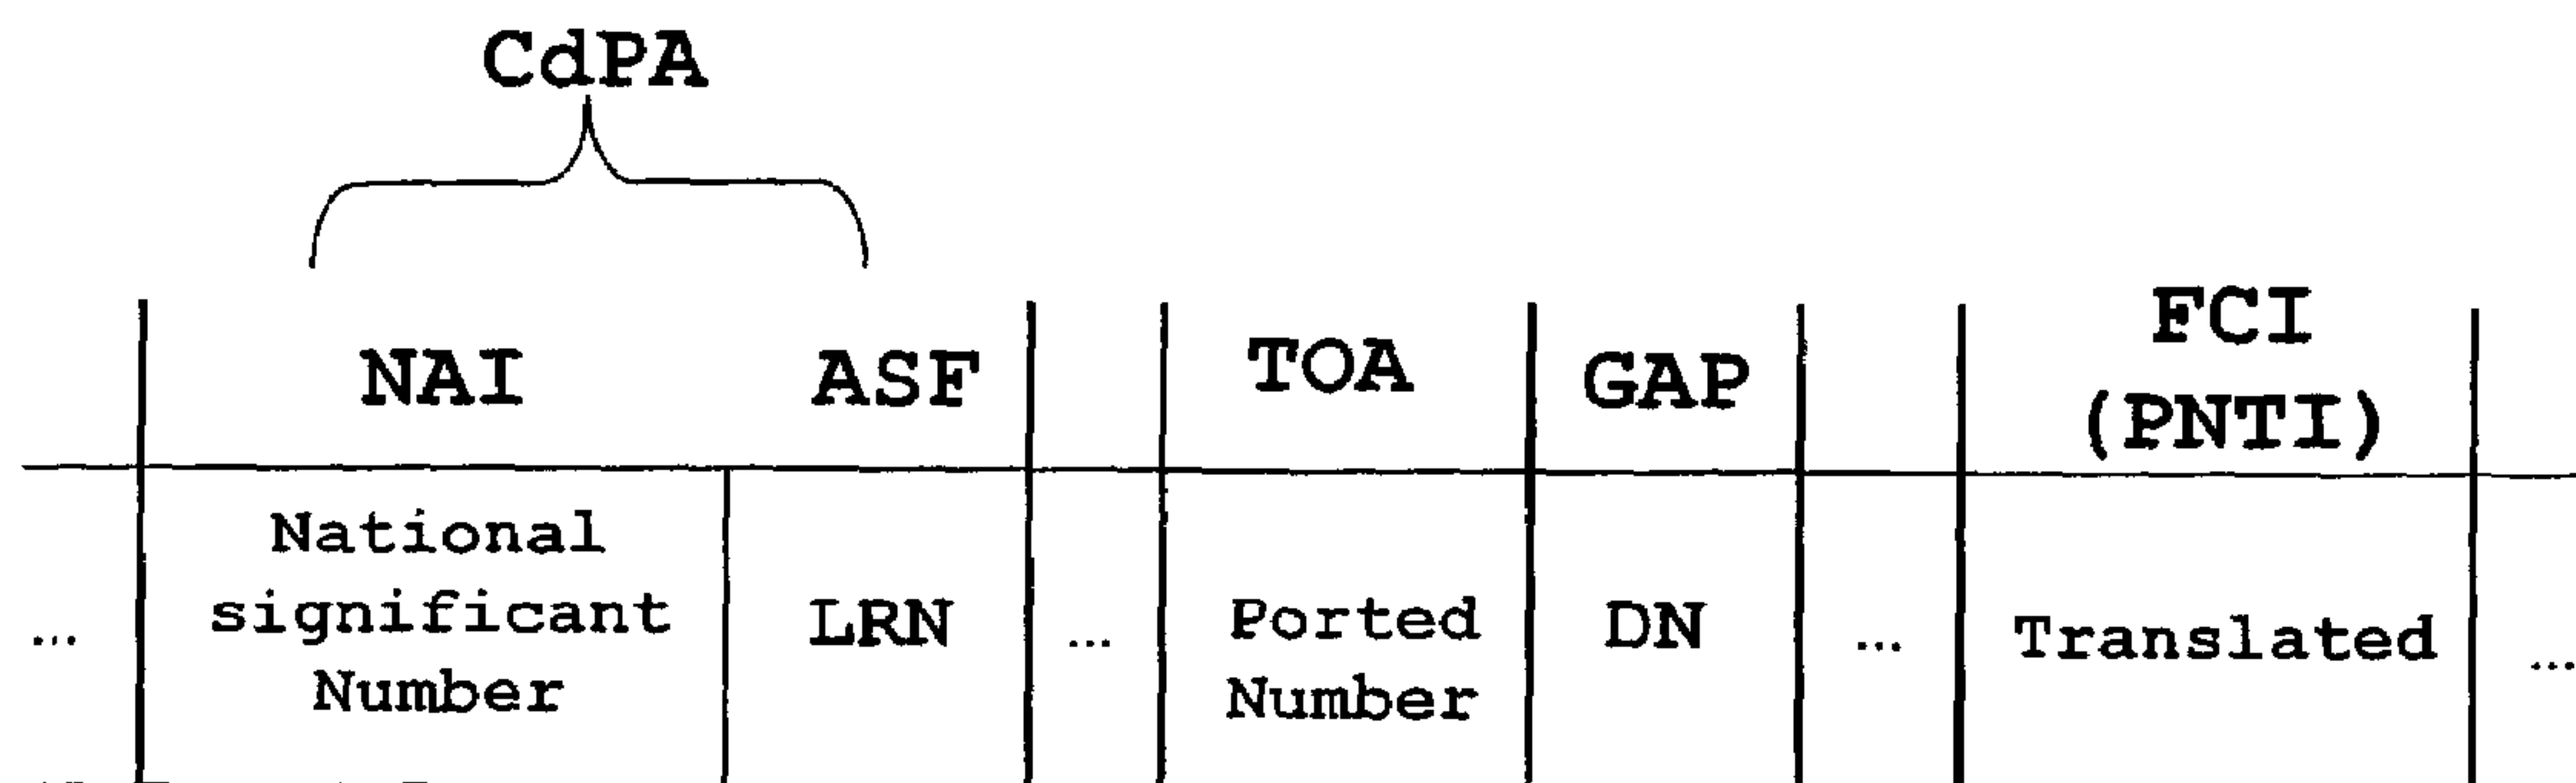 CdPA
NAI ASF TOA GAP FCI
(PNTI)
... National significant Number LRN ... Ported Number DN ... Translated ...